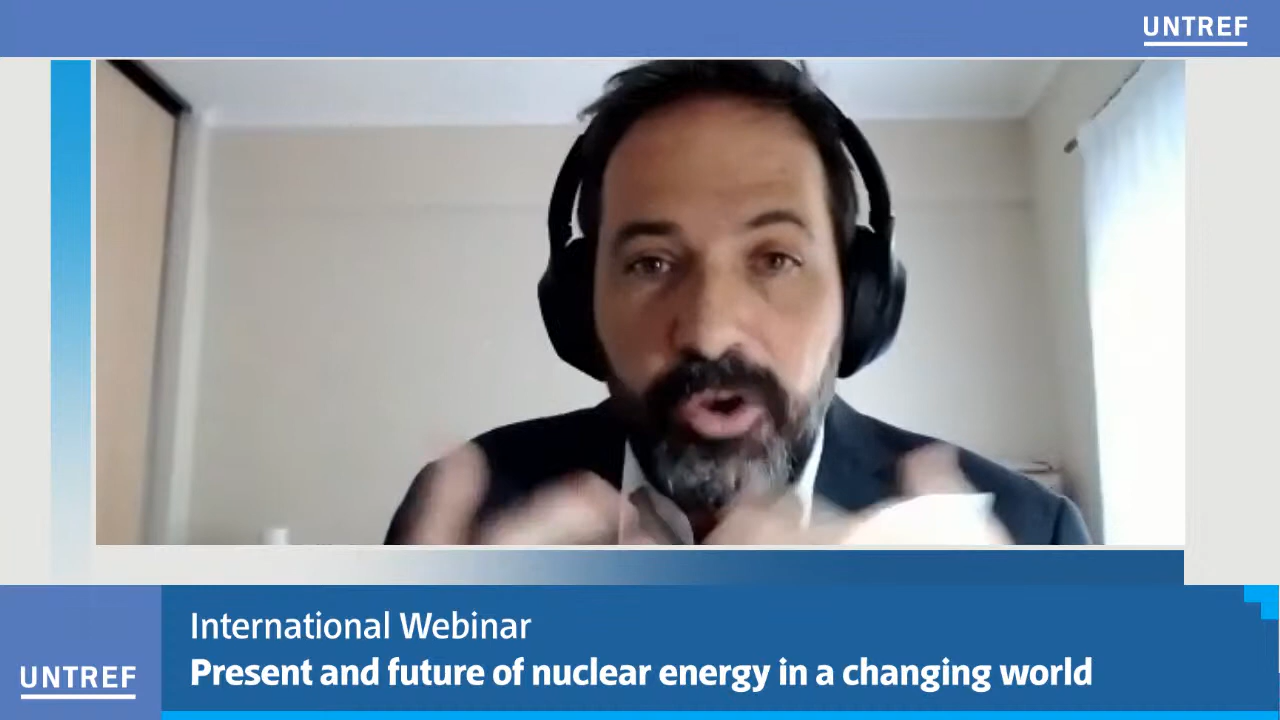 UNTREF
International Webinar
UNTREF
Present and future of nuclear energy in a changing world